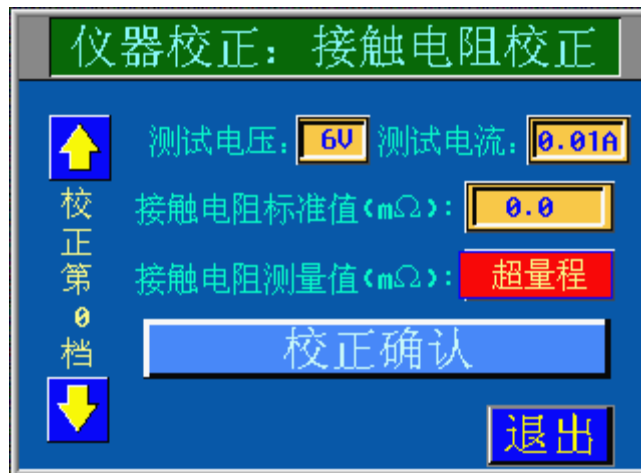 仪器校正：接触电阻校正
测试电压：6V 测试电流：0.01A
接触电阻标准值(mΩ)：0.0
接触电阻测量值(mΩ)：超量程
校正第0档
校正确认
退出